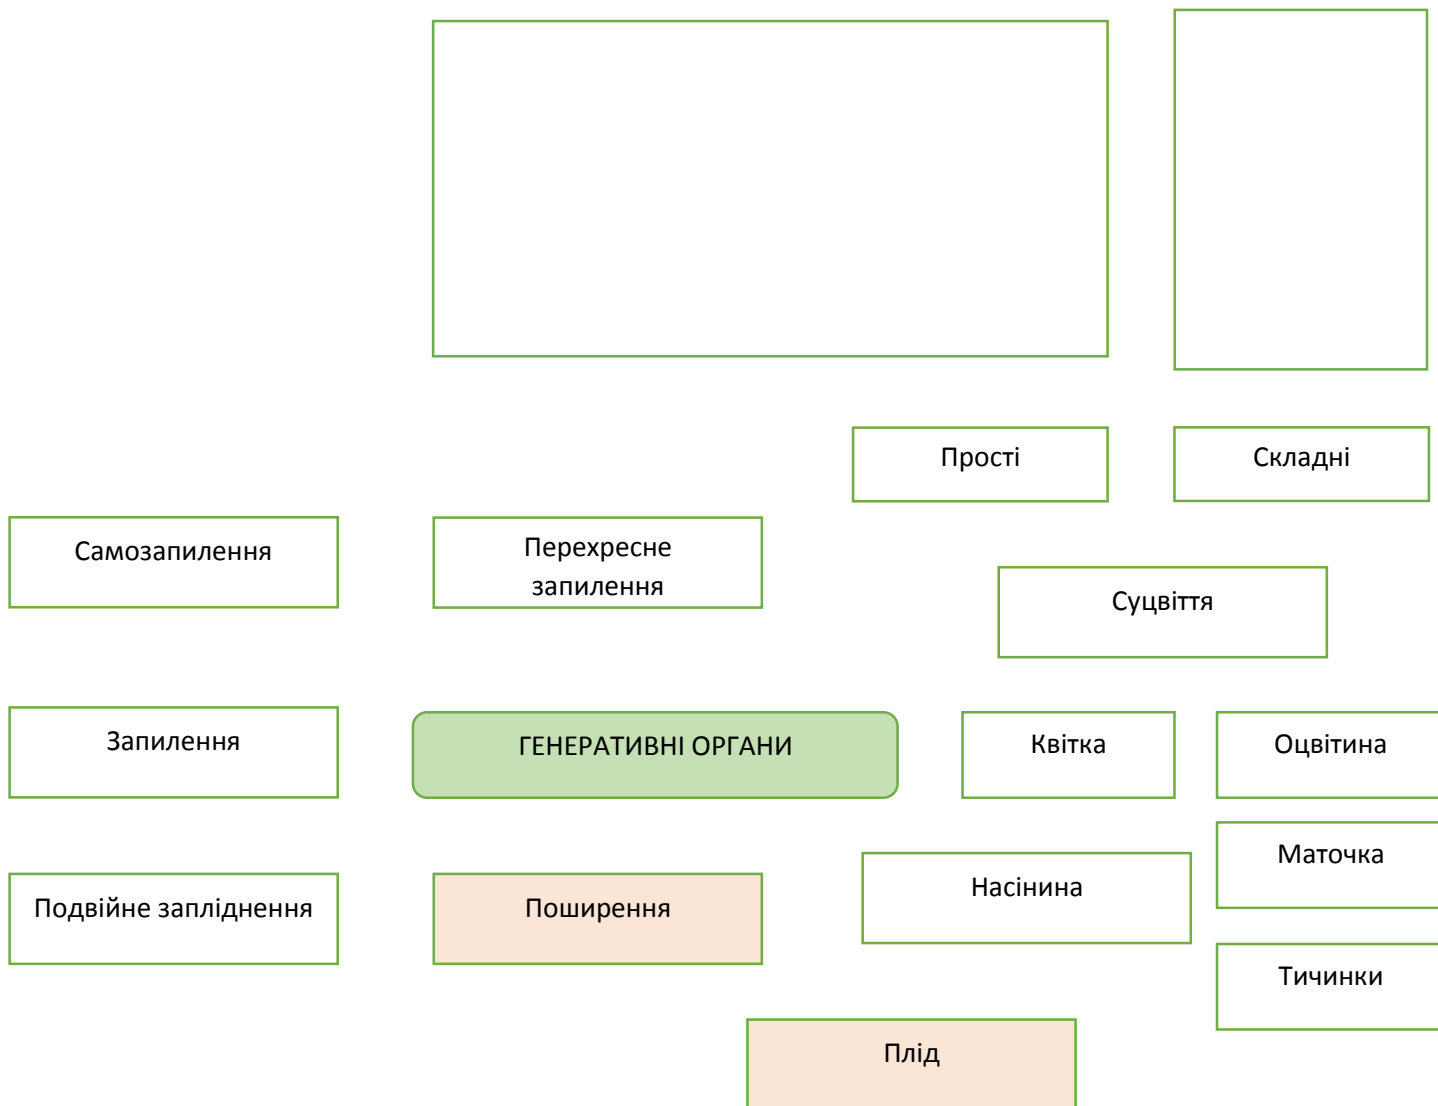 Прості
Складні
Самозапилення
Перехресне
запилення
Суцвіття
Запилення
ГЕНЕРАТИВНІ ОРГАНИ
Квітка
Оцвітина
Маточка
Подвійне запліднення
Поширення
Насінина
Тичинки
Плід